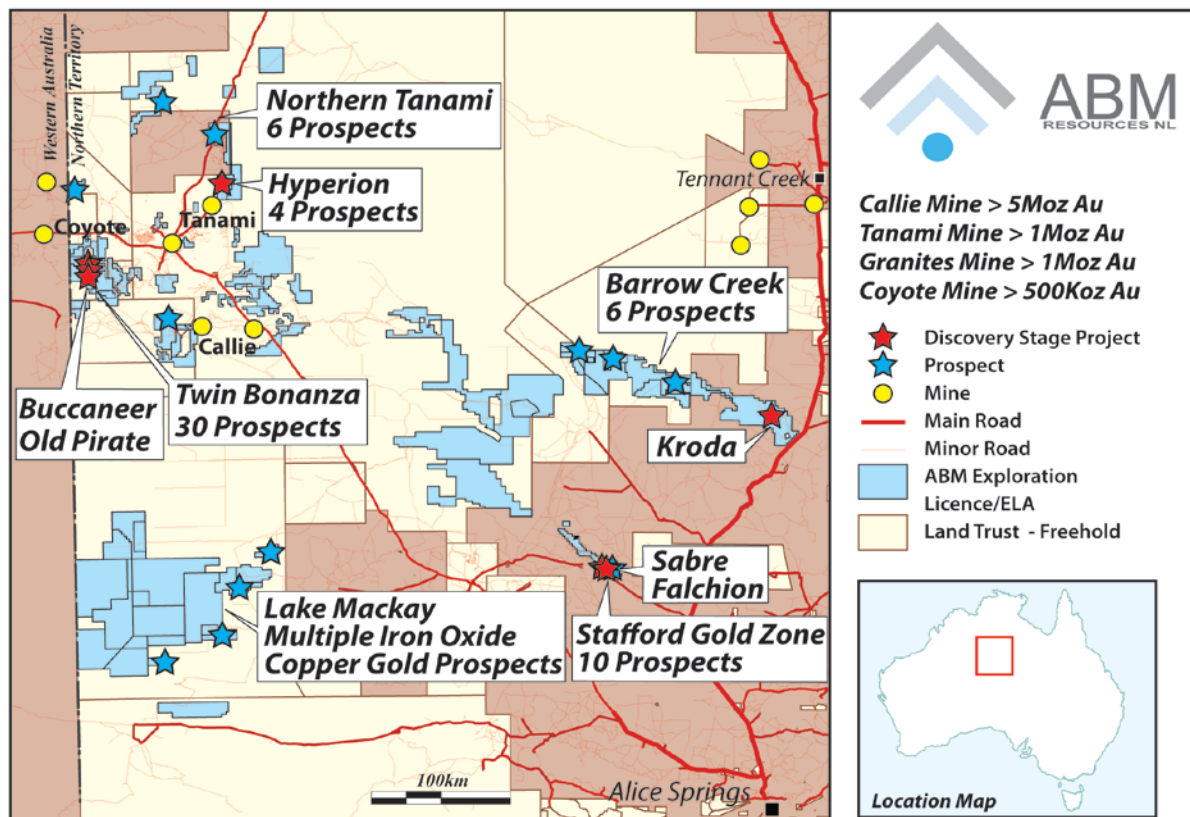 Western Australia
Northern Territory
Northern Tanami
6 Prospects
Hyperion
4 Prospects
Tanami
Coyote
Callie
Buccaneer
Old Pirate
Twin Bonanza
30 Prospects
Tennant Creek
Barrow Creek
6 Prospects
Kroda
Sabre
Falchion
Stafford Gold Zone
10 Prospects
Lake Mackay
Multiple Iron Oxide
Copper Gold Prospects
100km
Alice Springs
ABM
RESOURCES NL
Callie Mine > 5Moz Au
Tanami Mine > 1Moz Au
Granites Mine > 1Moz Au
Coyote Mine > 500Koz Au
Discovery Stage Project
Prospect
Mine
Main Road
Minor Road
ABM Exploration
Licence/ELA
Land Trust - Freehold
Location Map